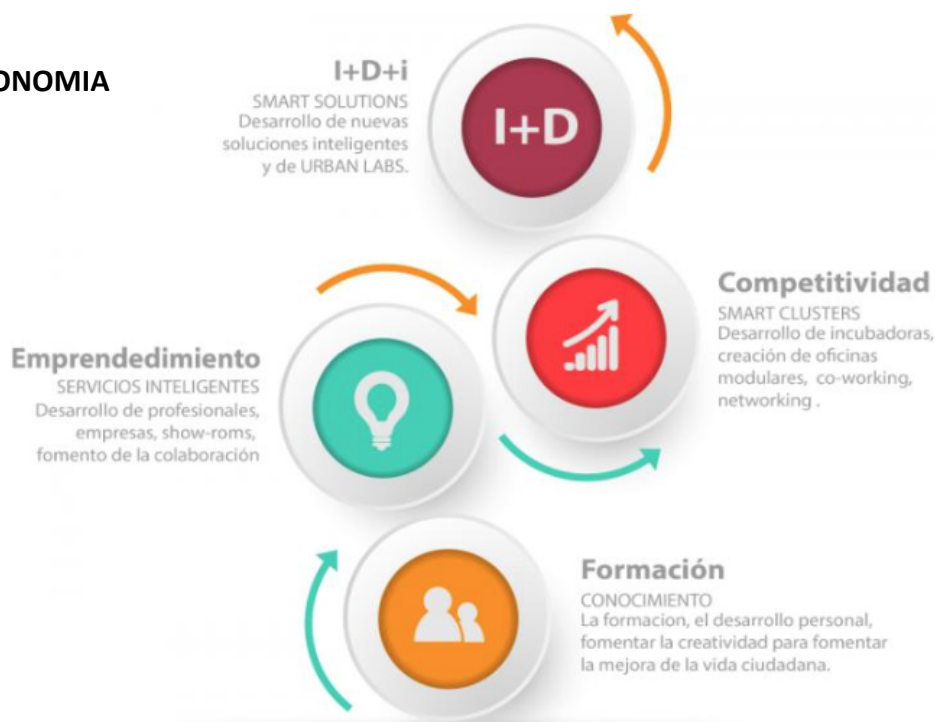 ONOMIA
I+D+i
SMART SOLUTIONS
Desarrollo de nuevas
soluciones inteligentes
y de URBAN LABS.
I+D
Competitividad
SMART CLUSTERS
Desarrollo de incubadoras,
creación de oficinas
modulares, co-working,
networking .
Emprendedimiento
SERVICIOS INTELIGENTES
Desarrollo de profesionales,
empresas, show-roms,
fomento de la colaboración
Formación
CONOCIMIENTO
La formacion, el desarrollo personal,
fomentar la creatividad para fomentar
la mejora de la vida ciudadana.